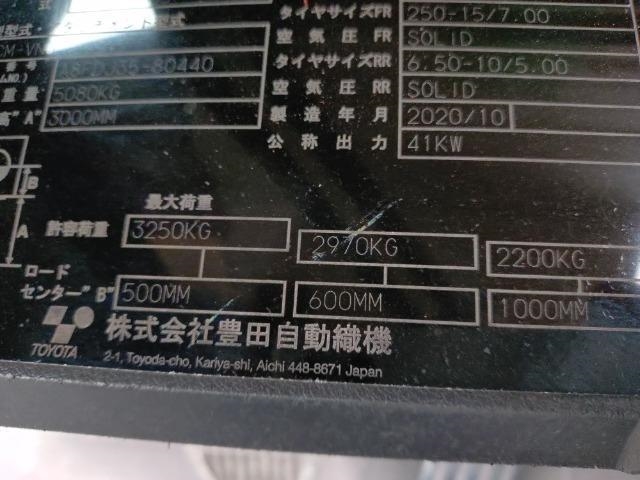 タイヤサイズFR 250-15/7.00
空気圧FR SOLID
タイヤサイズRR 6.50-10/5.00
空気圧RR SOLID
製造年月 2020/10
公称出力 41KW
5080KG
3000MM
B
A
最大荷重
許容荷重 3250KG 2970KG 2200KG
ロード
センター"B" 500MM 600MM 1000MM
TOYOTA 株式会社豊田自動織機
2-1, Toyoda-cho, Kariya-shi, Aichi 448-8671 Japan